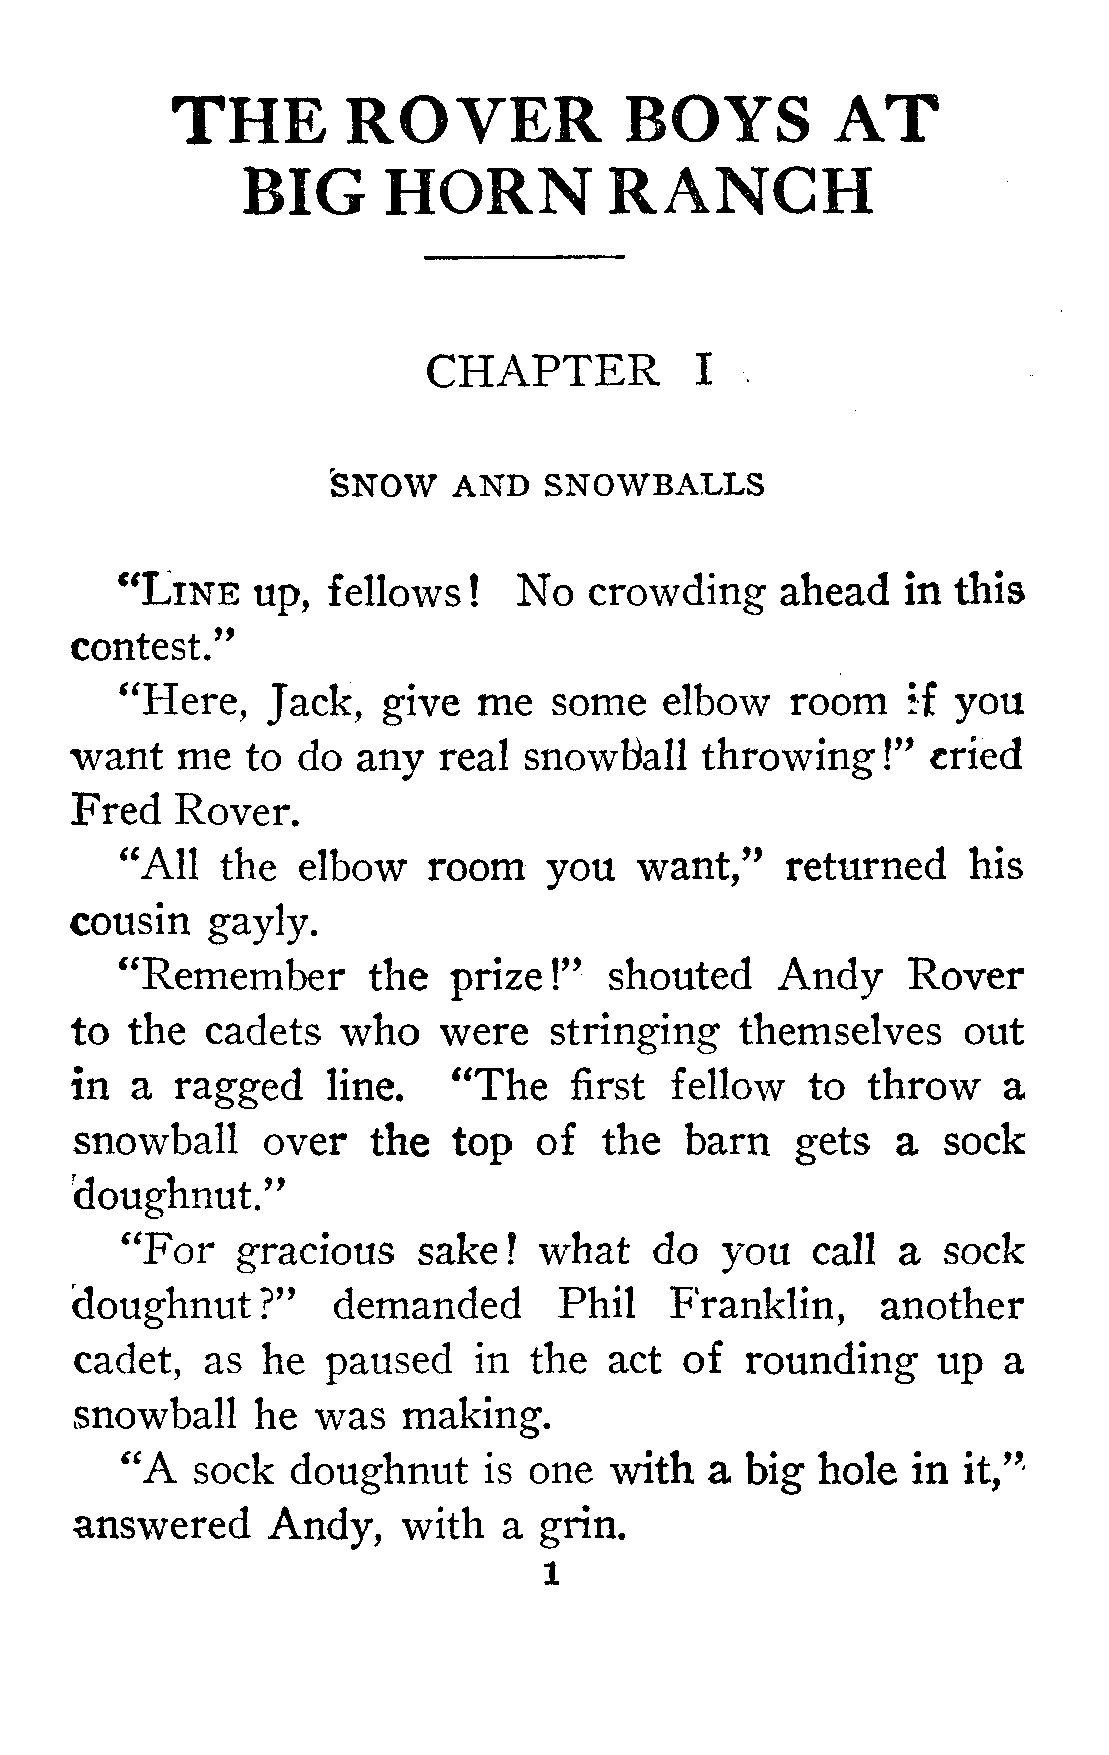 THE ROVER BOYS AT
BIG HORN RANCH
CHAPTER I
SNOW AND SNOWBALLS
“LINE up, fellows! No crowding ahead in this
contest.”
“Here, Jack, give me some elbow room if you
want me to do any real snowball throwing!” cried
Fred Rover.
“All the elbow room you want,” returned his
cousin gayly.
“Remember the prize!” shouted Andy Rover
to the cadets who were stringing themselves out
in a ragged line. “The first fellow to throw a
snowball over the top of the barn gets a sock
doughnut.”
“For gracious sake! what do you call a sock
doughnut?” demanded Phil Franklin, another
cadet, as he paused in the act of rounding up a
snowball he was making.
“A sock doughnut is one with a big hole in it,”
answered Andy, with a grin.
1